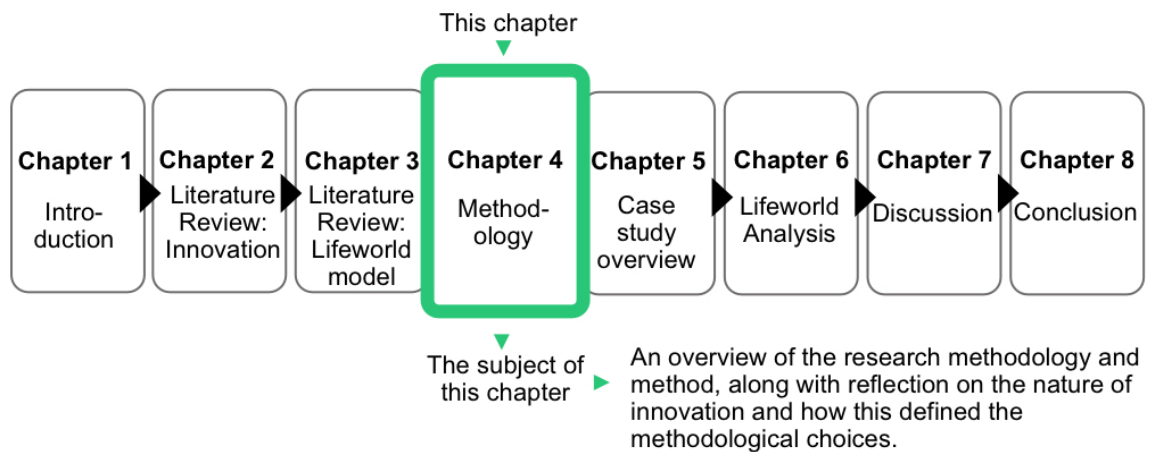 This chapter
Chapter 1
Intro-
duction
Chapter 2
Literature
Review:
Innovation
Chapter 3
Literature
Review:
Lifeworld
model
Chapter 4
Method-
ology
Chapter 5
Case
study
overview
Chapter 6
Lifeworld
Analysis
Chapter 7
Discussion
Chapter 8
Conclusion
The subject of
this chapter
An overview of the research methodology and
method, along with reflection on the nature of
innovation and how this defined the
methodological choices.